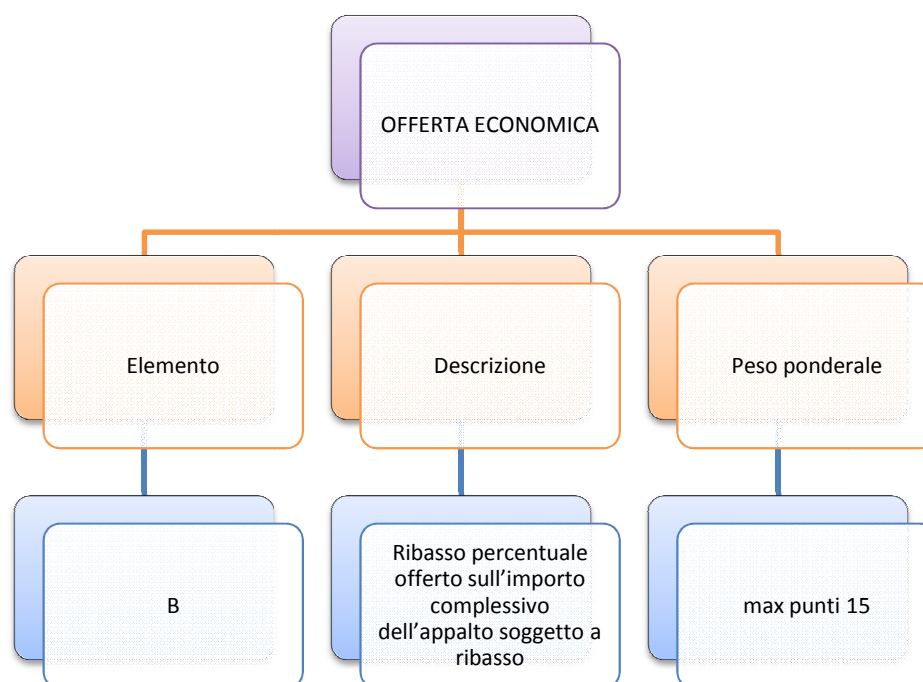 OFFERTA ECONOMICA
Elemento
Descrizione
Peso ponderale
B
Ribasso percentuale
offerto sull’importo
complessivo
dell’appalto soggetto a
ribasso
max punti 15